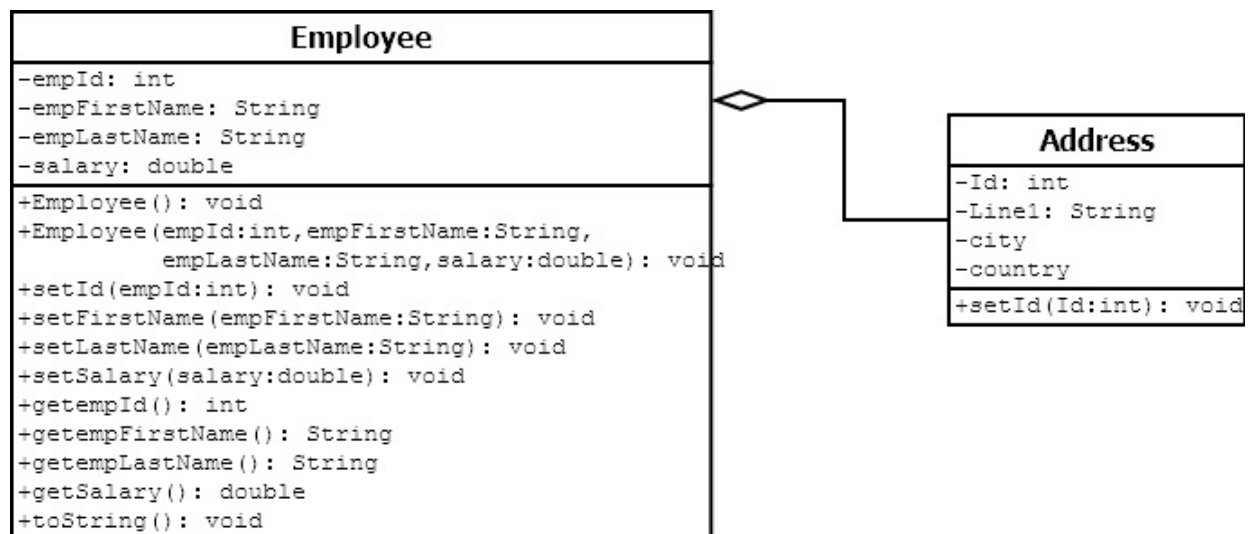 Employee
-empId: int
-empFirstName: String
-empLastName: String
-salary: double
+Employee(): void
+Employee(empId:int,empFirstName:String,
empLastName:String,salary:double): void
+setId(empId:int): void
+setFirstName(empFirstName:String): void
+setLastName(empLastName:String): void
+setSalary(salary:double): void
+getempId(): int
+getempFirstName(): String
+getempLastName(): String
+getSalary(): double
+toString(): void
Address
-Id: int
-Line1: String
-city
-country
+setId(Id:int): void